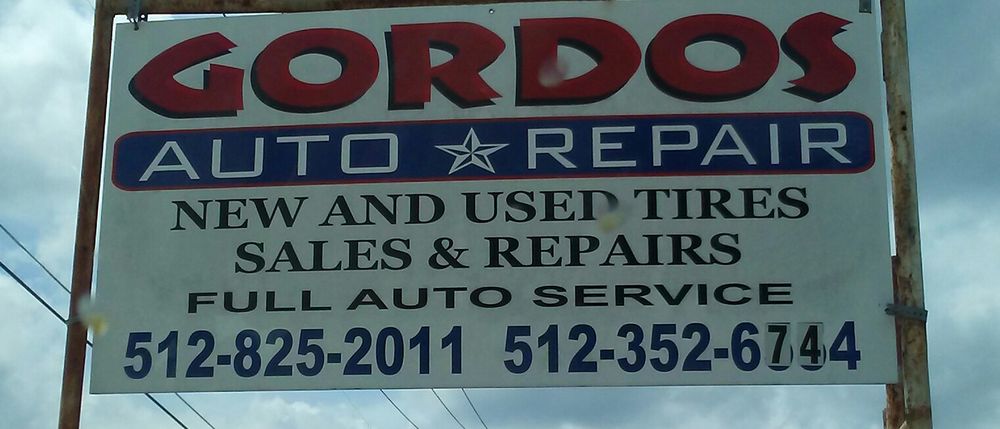 GORDOS
AUTO REPAIR
NEW AND USED TIRES
SALES & REPAIRS
FULL AUTO SERVICE
512-825-2011 512-352-6744